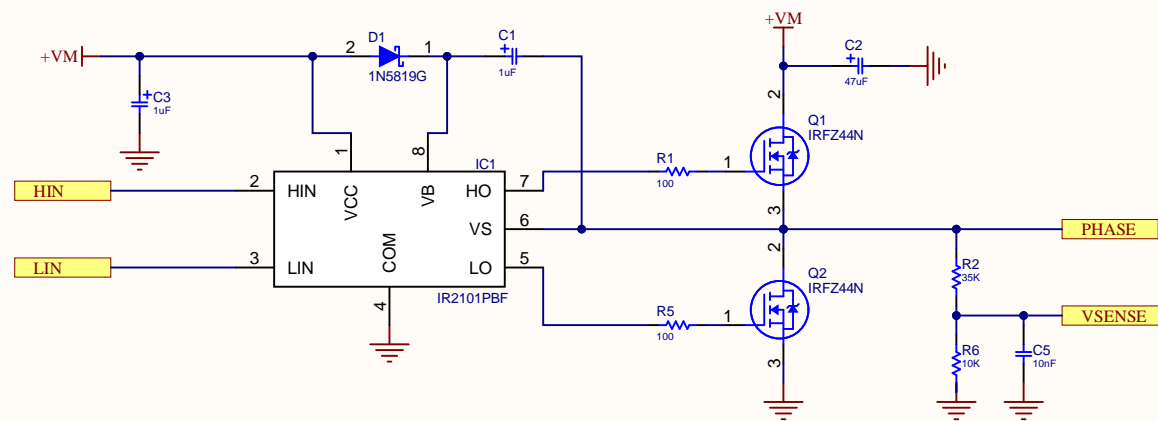 +VM
C2
47uF
+VM
2
D1
1
1N5819G
C1
1uF
C3
1uF
2
Q1
IRFZ44N
1
8
IC1
R1
100
1
3
HIN
2
HIN
VCC
VB
HO
7
VS
6
PHASE
LIN
3
LIN
COM
LO
5
IR2101PBF
4
2
Q2
IRFZ44N
R5
100
1
3
R2
35K
VSENSE
R6
10K
C5
10nF